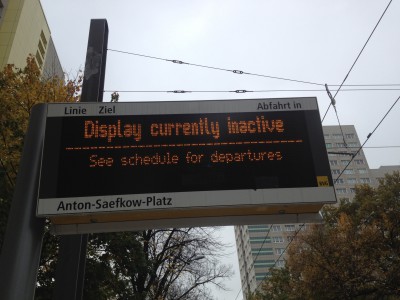 Linie Ziel Abfahrt in
Display currently inactive
See schedule for departures
Anton-Saefkow-Platz